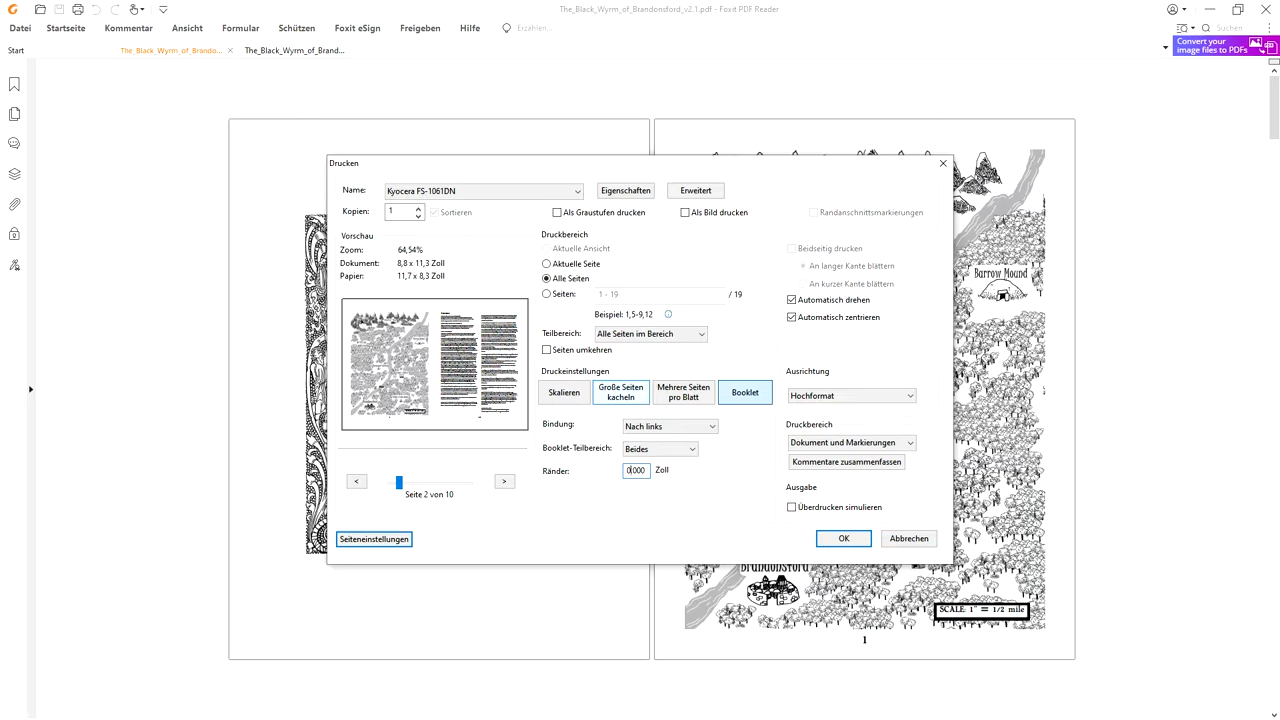 The_Black_Wyrm_of_Brandonsford_v2.1.pdf - Foxit PDF Reader
Datei Startseite Kommentar Ansicht Formular Schützen Foxit eSign Freigeben Hilfe Erzählen... Suchen
Start The_Black_Wyrm_of_Brando... The_Black_Wyrm_of_Brand...
Convert your
image files to PDFs
Drucken
Name: Kyocera FS-1061DN Eigenschaften Erweitert
Kopien: 1 Sortieren Als Graustufen drucken Als Bild drucken Randanschnittsmarkierungen
Vorschau
Zoom: 64,54%
Dokument: 8,8 x 11,3 Zoll
Papier: 11,7 x 8,3 Zoll
Druckbereich
Aktuelle Ansicht
Aktuelle Seite
Alle Seiten
Seiten: 1 - 19 / 19
Beispiel: 1,5-9,12
Teilbereich: Alle Seiten im Bereich
Seiten umkehren
Beidseitig drucken
An langer Kante blättern
An kurzer Kante blättern
Automatisch drehen
Automatisch zentrieren
Druckeinstellungen
Skalieren
Große Seiten
kacheln
Mehrere Seiten
pro Blatt
Booklet
Bindung: Nach links
Booklet-Teilbereich: Beides
Ränder: 0,000 Zoll
Ausrichtung
Hochformat
Druckbereich
Dokument und Markierungen
Kommentare zusammenfassen
Ausgabe
Überdrucken simulieren
< >
Seite 2 von 10
Seiteneinstellungen OK Abbrechen
Barrow Mound
Brandonsford
SCALE: 1" = 1/2 mile
1